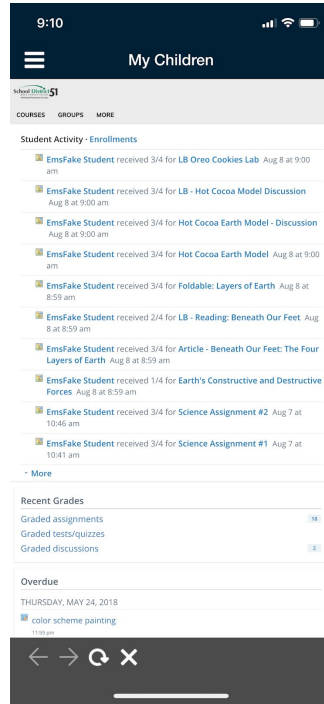 9:10
My Children
School District 51
COURSES GROUPS MORE
Student Activity · Enrollments
EmsFake Student received 3/4 for LB Oreo Cookies Lab Aug 8 at 9:00
am
EmsFake Student received 3/4 for LB - Hot Cocoa Model Discussion
Aug 8 at 9:00 am
EmsFake Student received 3/4 for Hot Cocoa Earth Model - Discussion
Aug 8 at 9:00 am
EmsFake Student received 3/4 for Hot Cocoa Earth Model Aug 8 at 9:00
am
EmsFake Student received 3/4 for Foldable: Layers of Earth Aug 8 at
8:59 am
EmsFake Student received 2/4 for LB - Reading: Beneath Our Feet Aug
8 at 8:59 am
EmsFake Student received 3/4 for Article - Beneath Our Feet: The Four
Layers of Earth Aug 8 at 8:59 am
EmsFake Student received 1/4 for Earth's Constructive and Destructive
Forces Aug 8 at 8:59 am
EmsFake Student received 3/4 for Science Assignment #2 Aug 7 at
10:46 am
EmsFake Student received 3/4 for Science Assignment #1 Aug 7 at
10:41 am
More
Recent Grades
Graded assignments 18
Graded tests/quizzes
Graded discussions 2
Overdue
THURSDAY, MAY 24, 2018
color scheme painting
11:59 pm